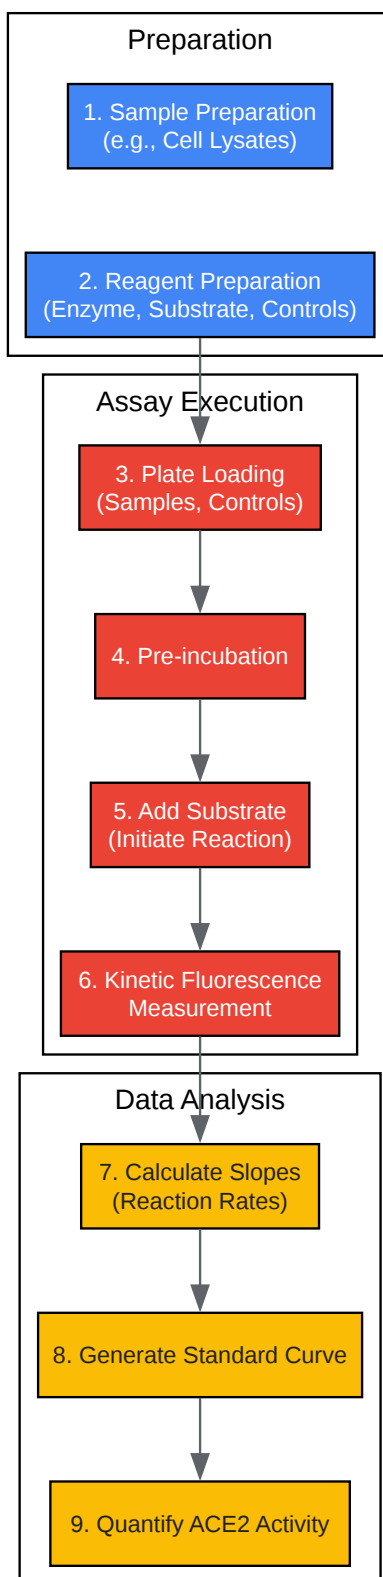 Preparation
1. Sample Preparation
(e.g., Cell Lysates)
2. Reagent Preparation
(Enzyme, Substrate, Controls)
Assay Execution
3. Plate Loading
(Samples, Controls)
4. Pre-incubation
5. Add Substrate
(Initiate Reaction)
6. Kinetic Fluorescence
Measurement
Data Analysis
7. Calculate Slopes
(Reaction Rates)
8. Generate Standard Curve
9. Quantify ACE2 Activity